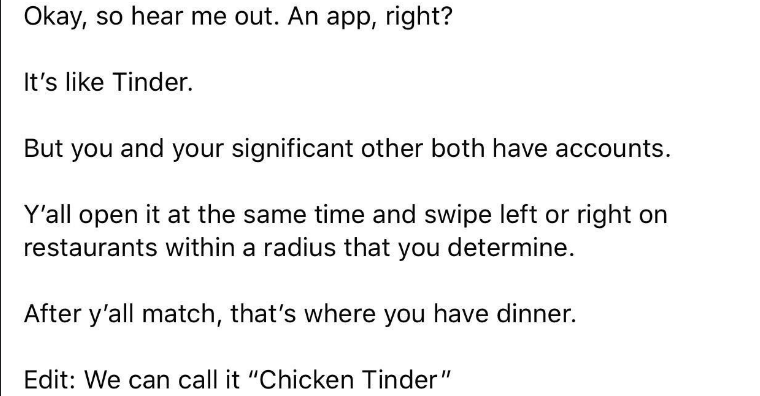 Okay, so hear me out. An app, right?
It’s like Tinder.
But you and your significant other both have accounts.
Y’all open it at the same time and swipe left or right on
restaurants within a radius that you determine.
After y’all match, that’s where you have dinner.
Edit: We can call it “Chicken Tinder”